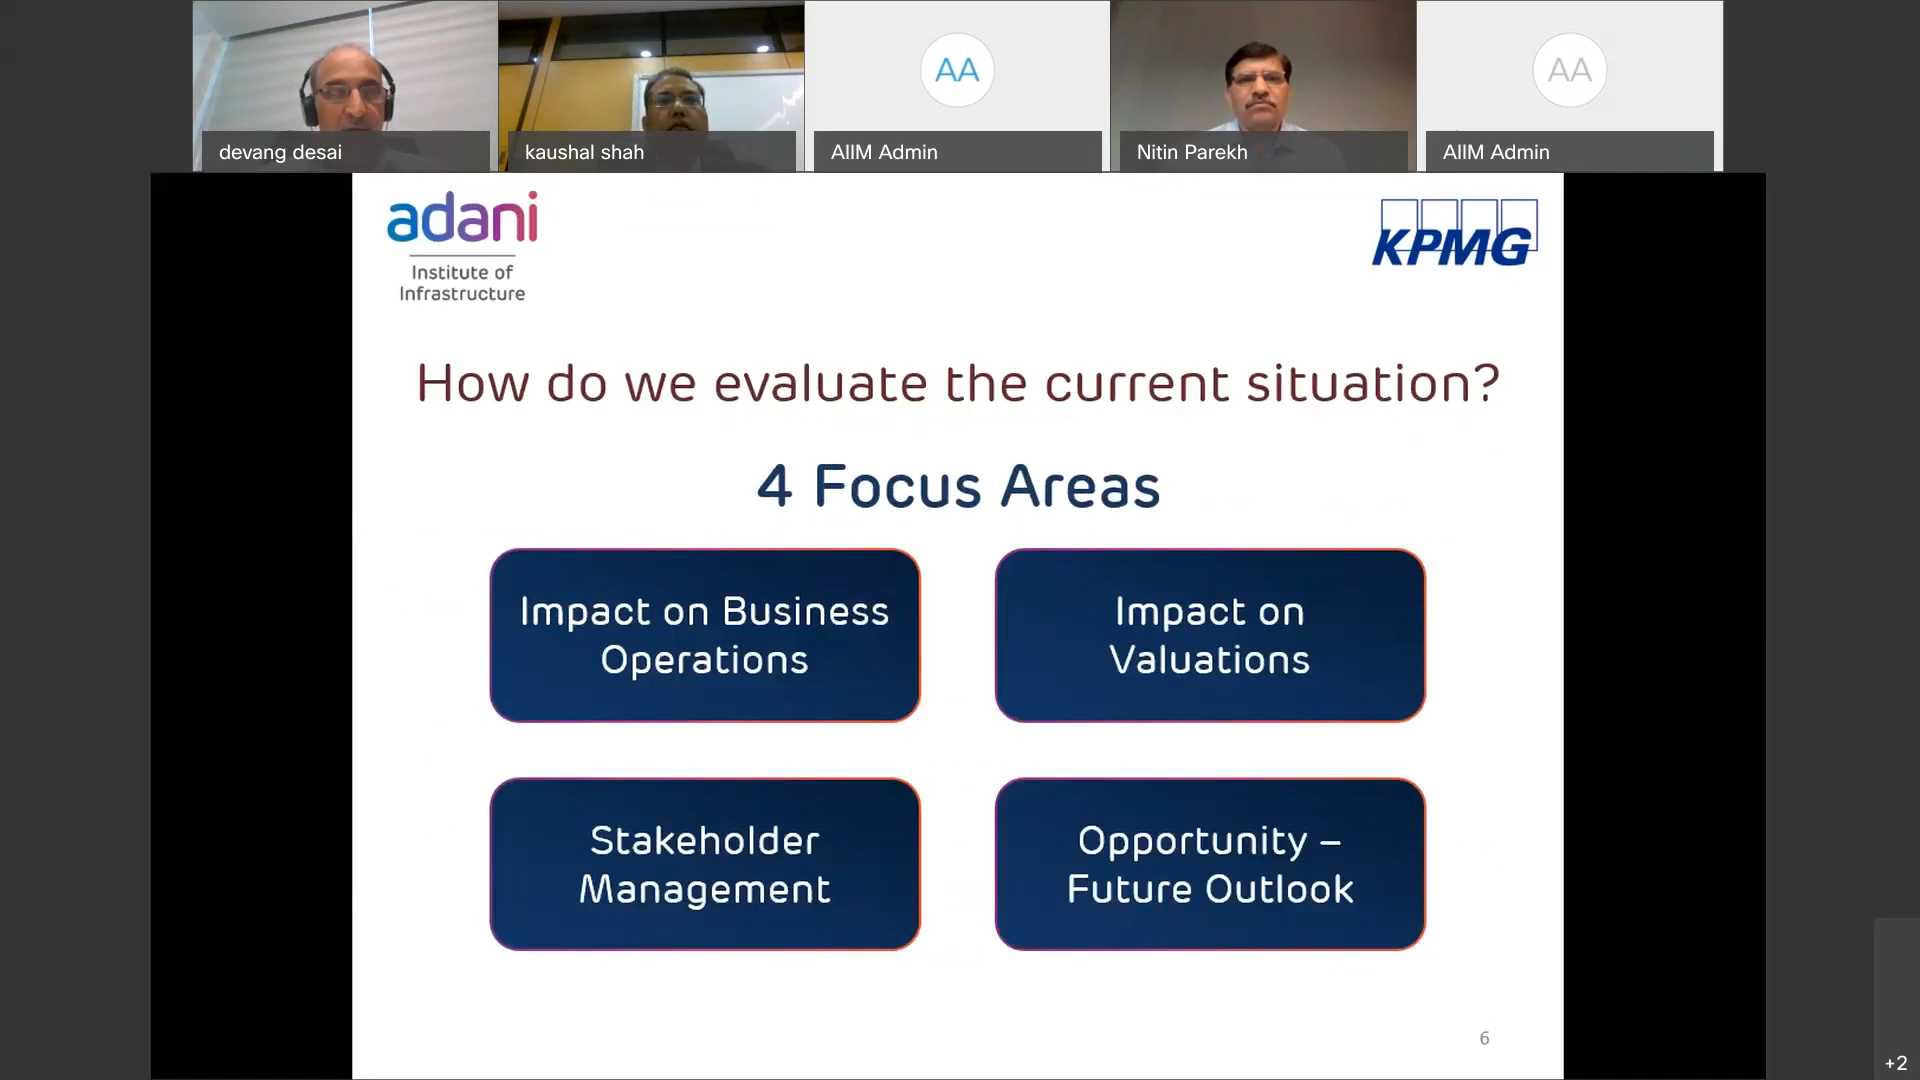 AA
AA
devang desai
kaushal shah
AIIM Admin
Nitin Parekh
AIIM Admin
adani
Institute of
Infrastructure
KPMG
How do we evaluate the current situation?
4 Focus Areas
Impact on Business
Operations
Impact on
Valuations
Stakeholder
Management
Opportunity –
Future Outlook
6
+2